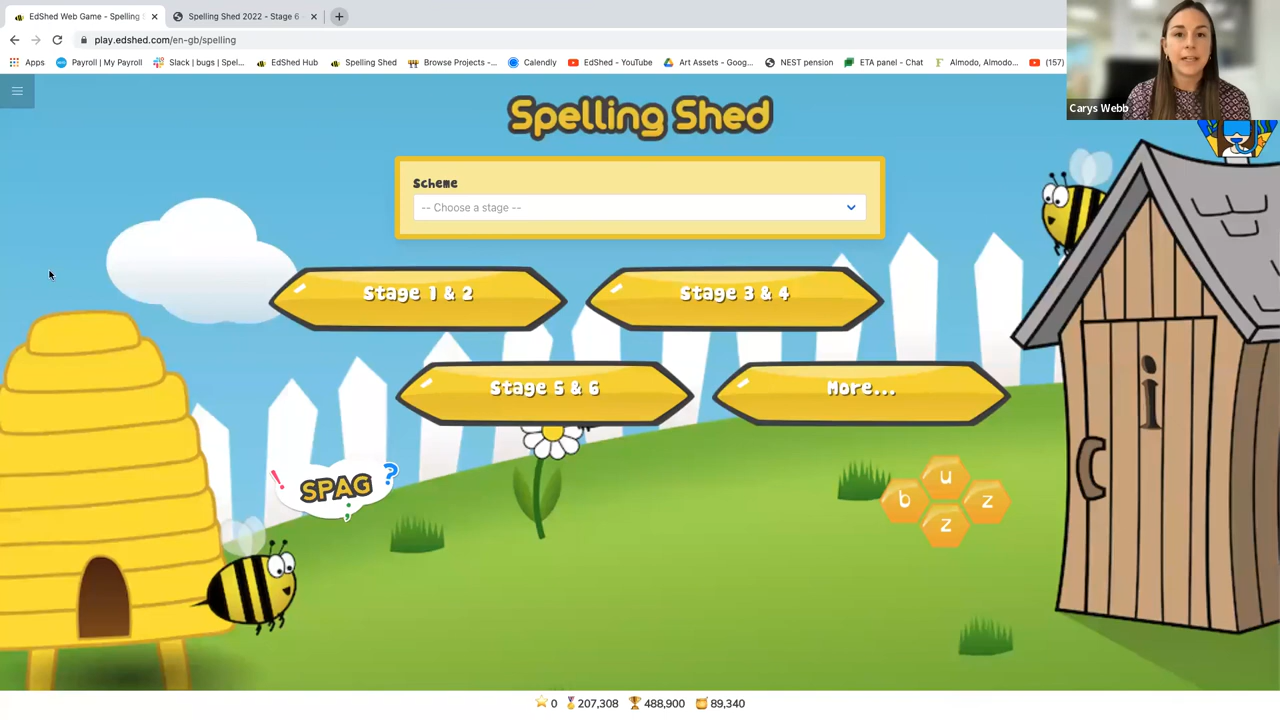 EdShed Web Game - Spelling
Spelling Shed 2022 - Stage 6 -
play.edshed.com/en-gb/spelling
Apps
Payroll | My Payroll
Slack | bugs | Spel...
EdShed Hub
Spelling Shed
Browse Projects -...
Calendly
EdShed - YouTube
Art Assets - Goog...
NEST pension
ETA panel - Chat
Almodo, Almodo...
(157)
Carys Webb
Spelling Shed
Scheme
-- Choose a stage --
Stage 1 & 2
Stage 3 & 4
Stage 5 & 6
More...
i
! SPAG ? ;
u
b z
z
0 207,308 488,900 89,340